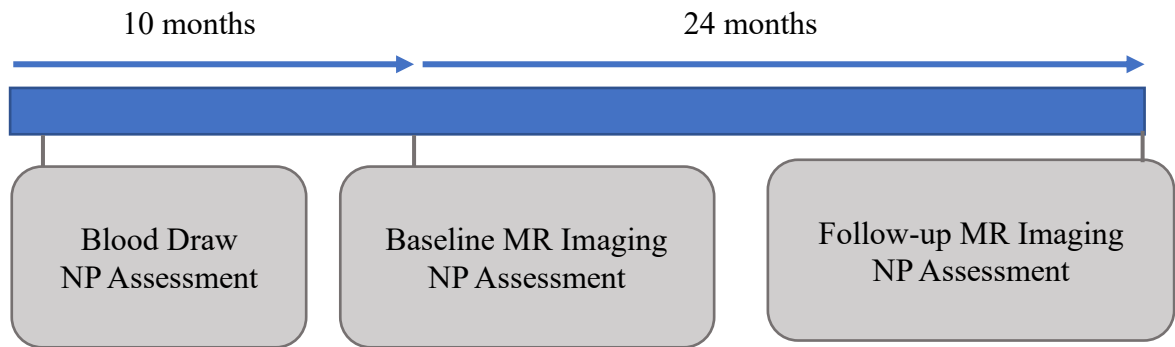 10 months
24 months
Blood Draw
NP Assessment
Baseline MR Imaging
NP Assessment
Follow-up MR Imaging
NP Assessment